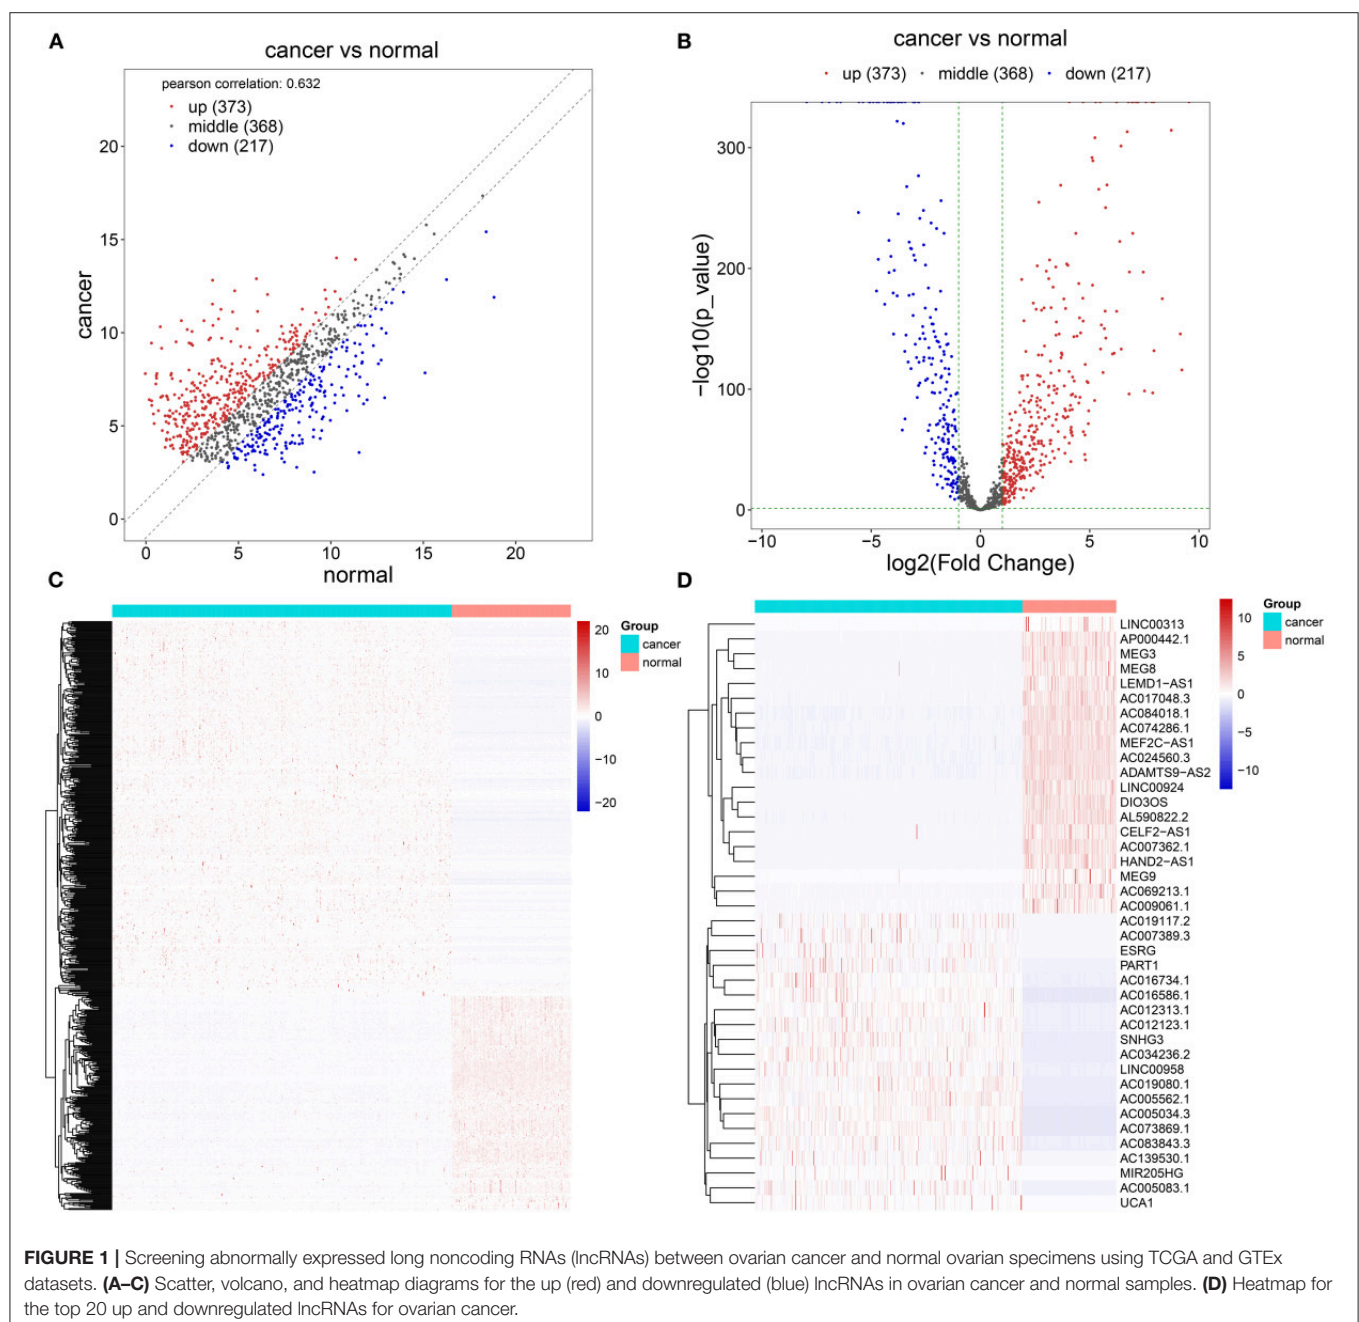 A
cancer vs normal
pearson correlation: 0.632
up (373)
middle (368)
down (217)
20
15
10
5
0
cancer
0
5
10
15
20
normal
B
cancer vs normal
up (373) middle (368) down (217)
300
200
100
0
−log10(p_value)
−10
−5
0
5
10
log2(Fold Change)
C
20
10
0
−10
−20
Group
cancer
normal
D
LINC00313
AP000442.1
MEG3
MEG8
LEMD1−AS1
AC017048.3
AC084018.1
AC074286.1
MEF2C−AS1
AC024560.3
ADAMTS9−AS2
LINC00924
DIO3OS
AL590822.2
CELF2−AS1
AC007362.1
HAND2−AS1
MEG9
AC069213.1
AC009061.1
AC019117.2
AC007389.3
ESRG
PART1
AC016734.1
AC016586.1
AC012313.1
AC012123.1
SNHG3
AC034236.2
LINC00958
AC019080.1
AC005562.1
AC005034.3
AC073869.1
AC083843.3
AC139530.1
MIR205HG
AC005083.1
UCA1
10
5
0
−5
−10
Group
cancer
normal
FIGURE 1 | Screening abnormally expressed long noncoding RNAs (lncRNAs) between ovarian cancer and normal ovarian specimens using TCGA and GTEx
datasets. (A–C) Scatter, volcano, and heatmap diagrams for the up (red) and downregulated (blue) lncRNAs in ovarian cancer and normal samples. (D) Heatmap for
the top 20 up and downregulated lncRNAs for ovarian cancer.